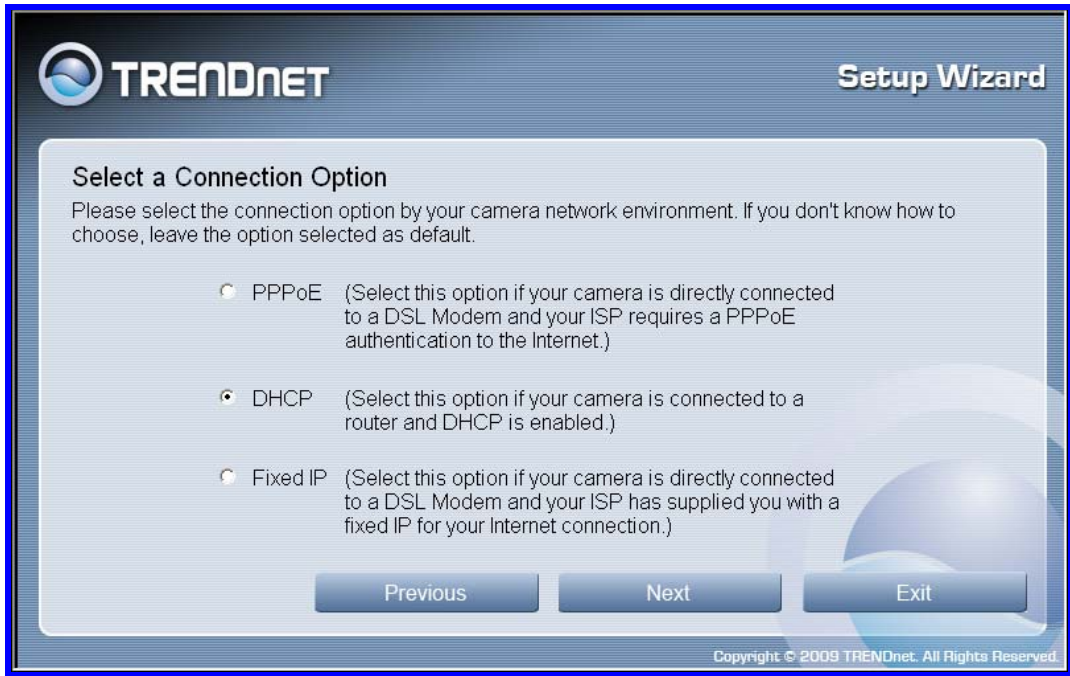 TRENDNET
Setup Wizard
Select a Connection Option
Please select the connection option by your camera network environment. If you don't know how to
choose, leave the option selected as default.
PPPoE (Select this option if your camera is directly connected
to a DSL Modem and your ISP requires a PPPoE
authentication to the Internet.)
DHCP (Select this option if your camera is connected to a
router and DHCP is enabled.)
Fixed IP (Select this option if your camera is directly connected
to a DSL Modem and your ISP has supplied you with a
fixed IP for your Internet connection.)
Previous Next Exit
Copyright © 2009 TRENDnet. All Rights Reserved.